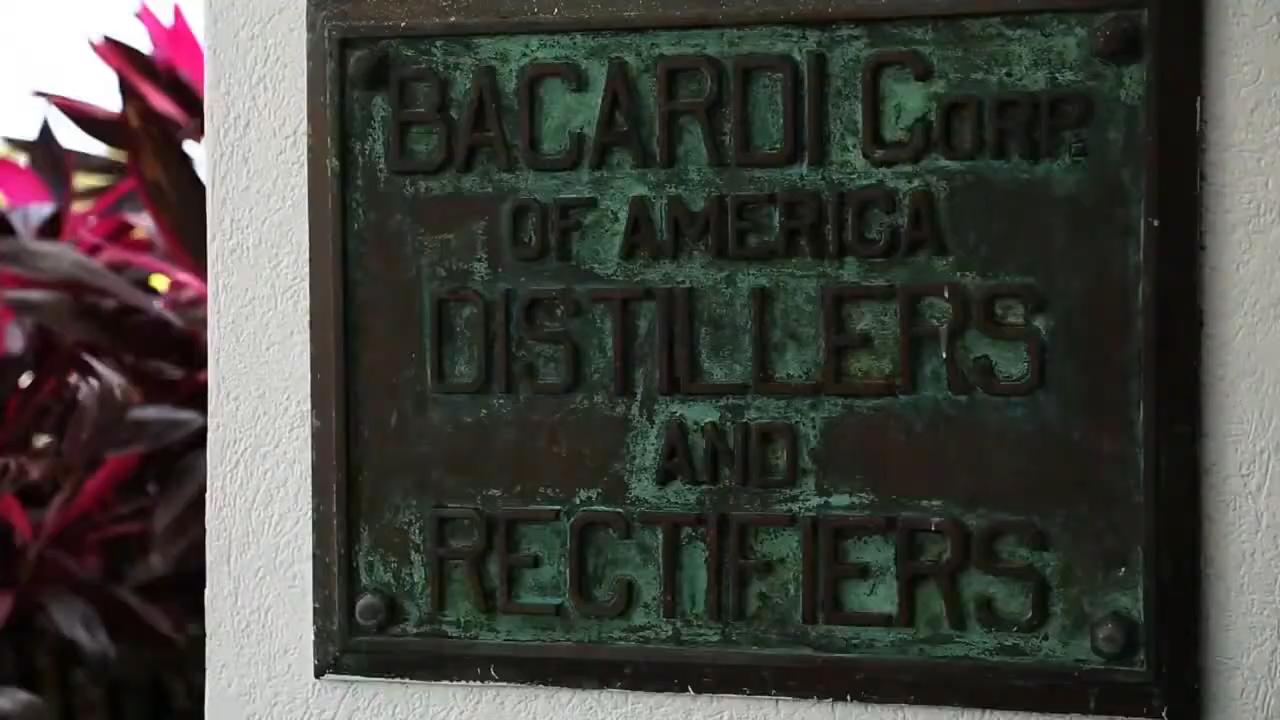 BACARDI CORP.
OF AMERICA
DISTILLERS
AND
RECTIFIERS